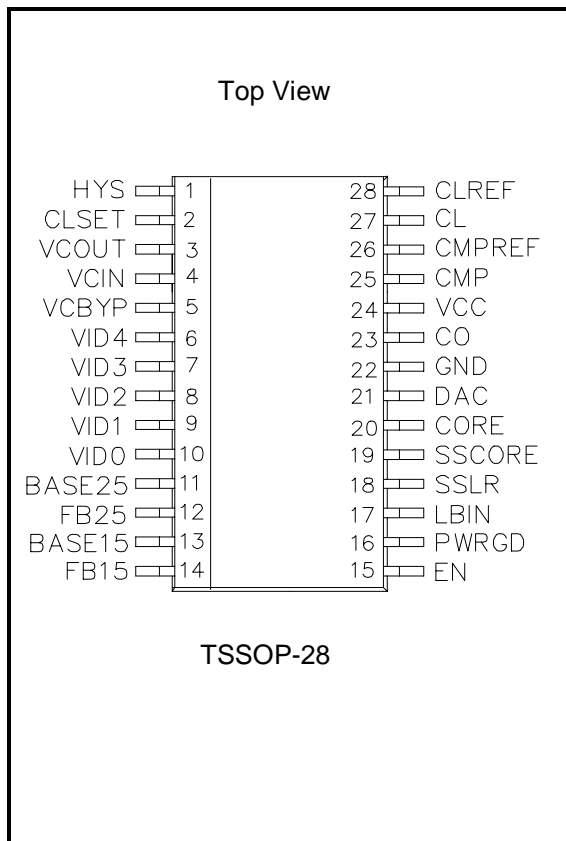 Top View
HYS 1 28 CLREF
CLSET 2 27 CL
VCOUT 3 26 CMPREF
VCIN 4 25 CMP
VCBYP 5 24 VCC
VID4 6 23 CO
VID3 7 22 GND
VID2 8 21 DAC
VID1 9 20 CORE
VID0 10 19 SSCORE
BASE25 11 18 SSLR
FB25 12 17 LBIN
BASE15 13 16 PWRGD
FB15 14 15 EN
TSSOP-28